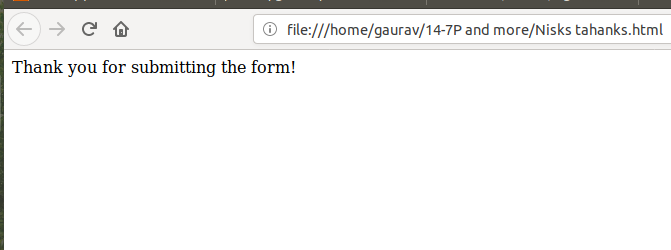 file:///home/gaurav/14-7P and more/Nisks tahanks.html
Thank you for submitting the form!